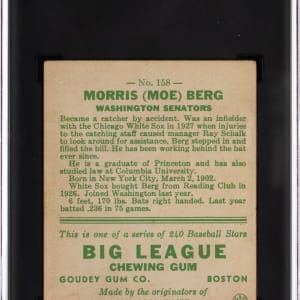 — No. 158 —
MORRIS (MOE) BERG
WASHINGTON SENATORS
Became a catcher by accident. Was an infielder
with the Chicago White Sox in 1927 when injuries
to the catching staff caused manager Ray Schalk
to look around for assistance. Berg stepped in and
filled the bill. He has been working behind the
bat ever since.
He is a graduate of Princeton and has also
studied law at Columbia University.
Born in New York City, March 2, 1902.
White Sox bought Berg from Reading Club in
1926. Joined Washington last year.
6 feet, 170 lbs. Bats right handed. Last year
batted .236 in 75 games.
This is one of a series of 240 Baseball Stars
BIG LEAGUE
CHEWING GUM
GOUDEY GUM CO. BOSTON
Made by the originators of